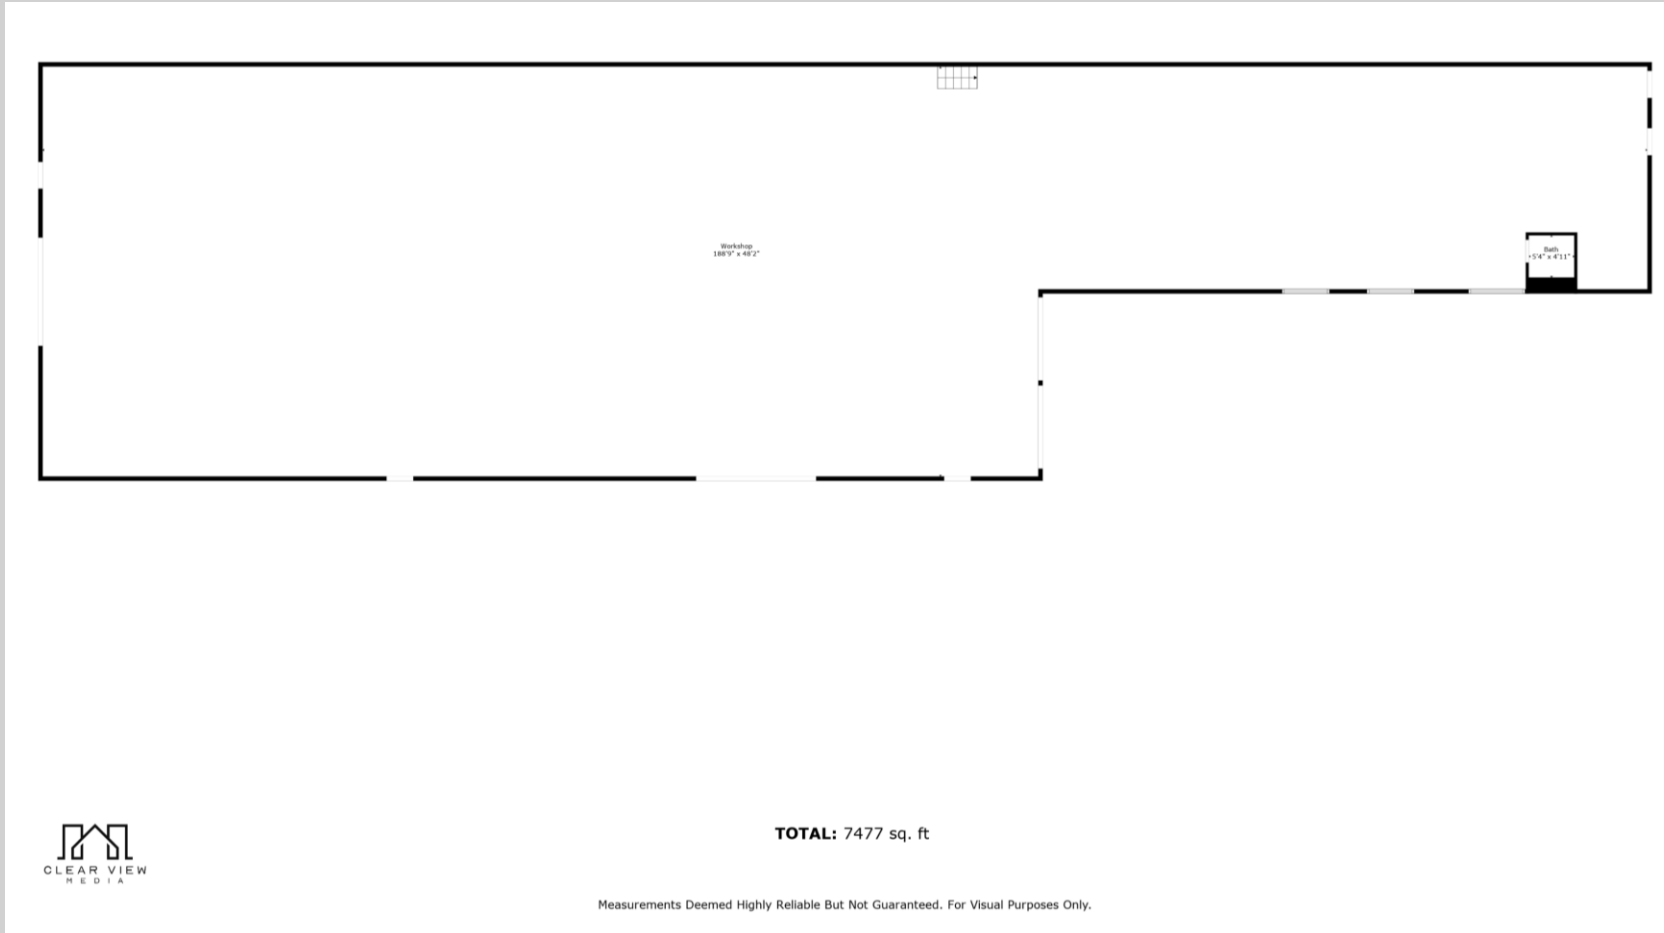 Workshop
188'9" x 48'2"
Bath
5'4" x 4'11"
TOTAL: 7477 sq. ft
CLEAR VIEW
MEDIA
Measurements Deemed Highly Reliable But Not Guaranteed. For Visual Purposes Only.